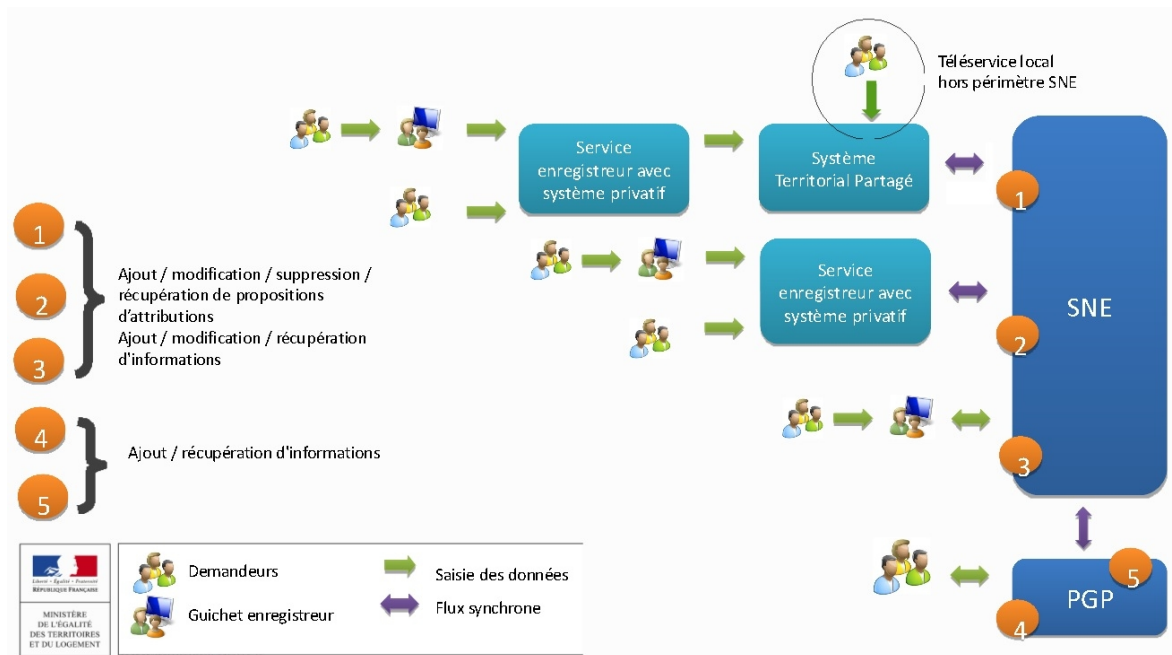 Téléservice local
hors périmètre SNE
Service
enregistreur avec
système privatif
Système
Territorial Partagé
1
1
2
3
Ajout / modification / suppression /
récupération de propositions
d'attributions
Ajout / modification / récupération
d'informations
Service
enregistreur avec
système privatif
SNE
2
3
4
5
Ajout / récupération d'informations
Liberté • Égalité • Fraternité
RÉPUBLIQUE FRANÇAISE
MINISTÈRE
DE L'ÉGALITÉ
DES TERRITOIRES
ET DU LOGEMENT
Demandeurs
Guichet enregistreur
Saisie des données
Flux synchrone
PGP
5
4